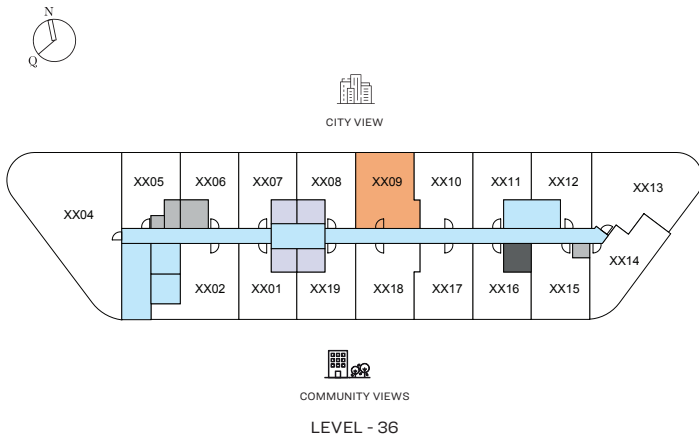 N
Q
CITY VIEW
XX05 XX06 XX07 XX08 XX09 XX10 XX11 XX12 XX13
XX04
XX14
XX02 XX01 XX19 XX18 XX17 XX16 XX15
COMMUNITY VIEWS
LEVEL - 36